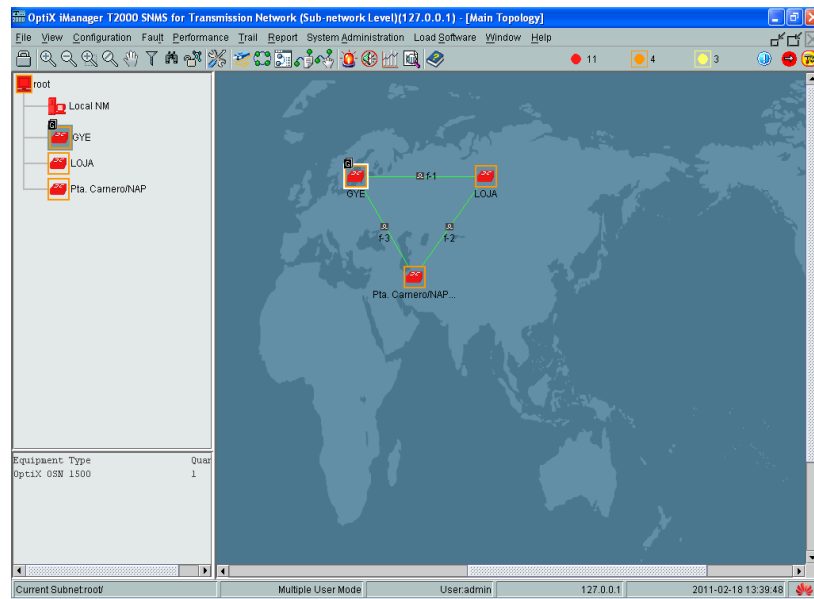 OptiX iManager T2000 SNMS for Transmission Network (Sub-network Level)(127.0.0.1) - [Main Topology]
File View Configuration Fault Performance Trail Report System Administration Load Software Window Help
11 4 3
root
Local NM
GYE
LOJA
Pta. Carnero/NAP
f-1
GYE
LOJA
f-3
f-2
Pta. Carnero/NAP...
Equipment Type Quar
OptiX OSN 1500 1
Current Subnet:root/ Multiple User Mode User:admin 127.0.0.1 2011-02-18 13:39:48